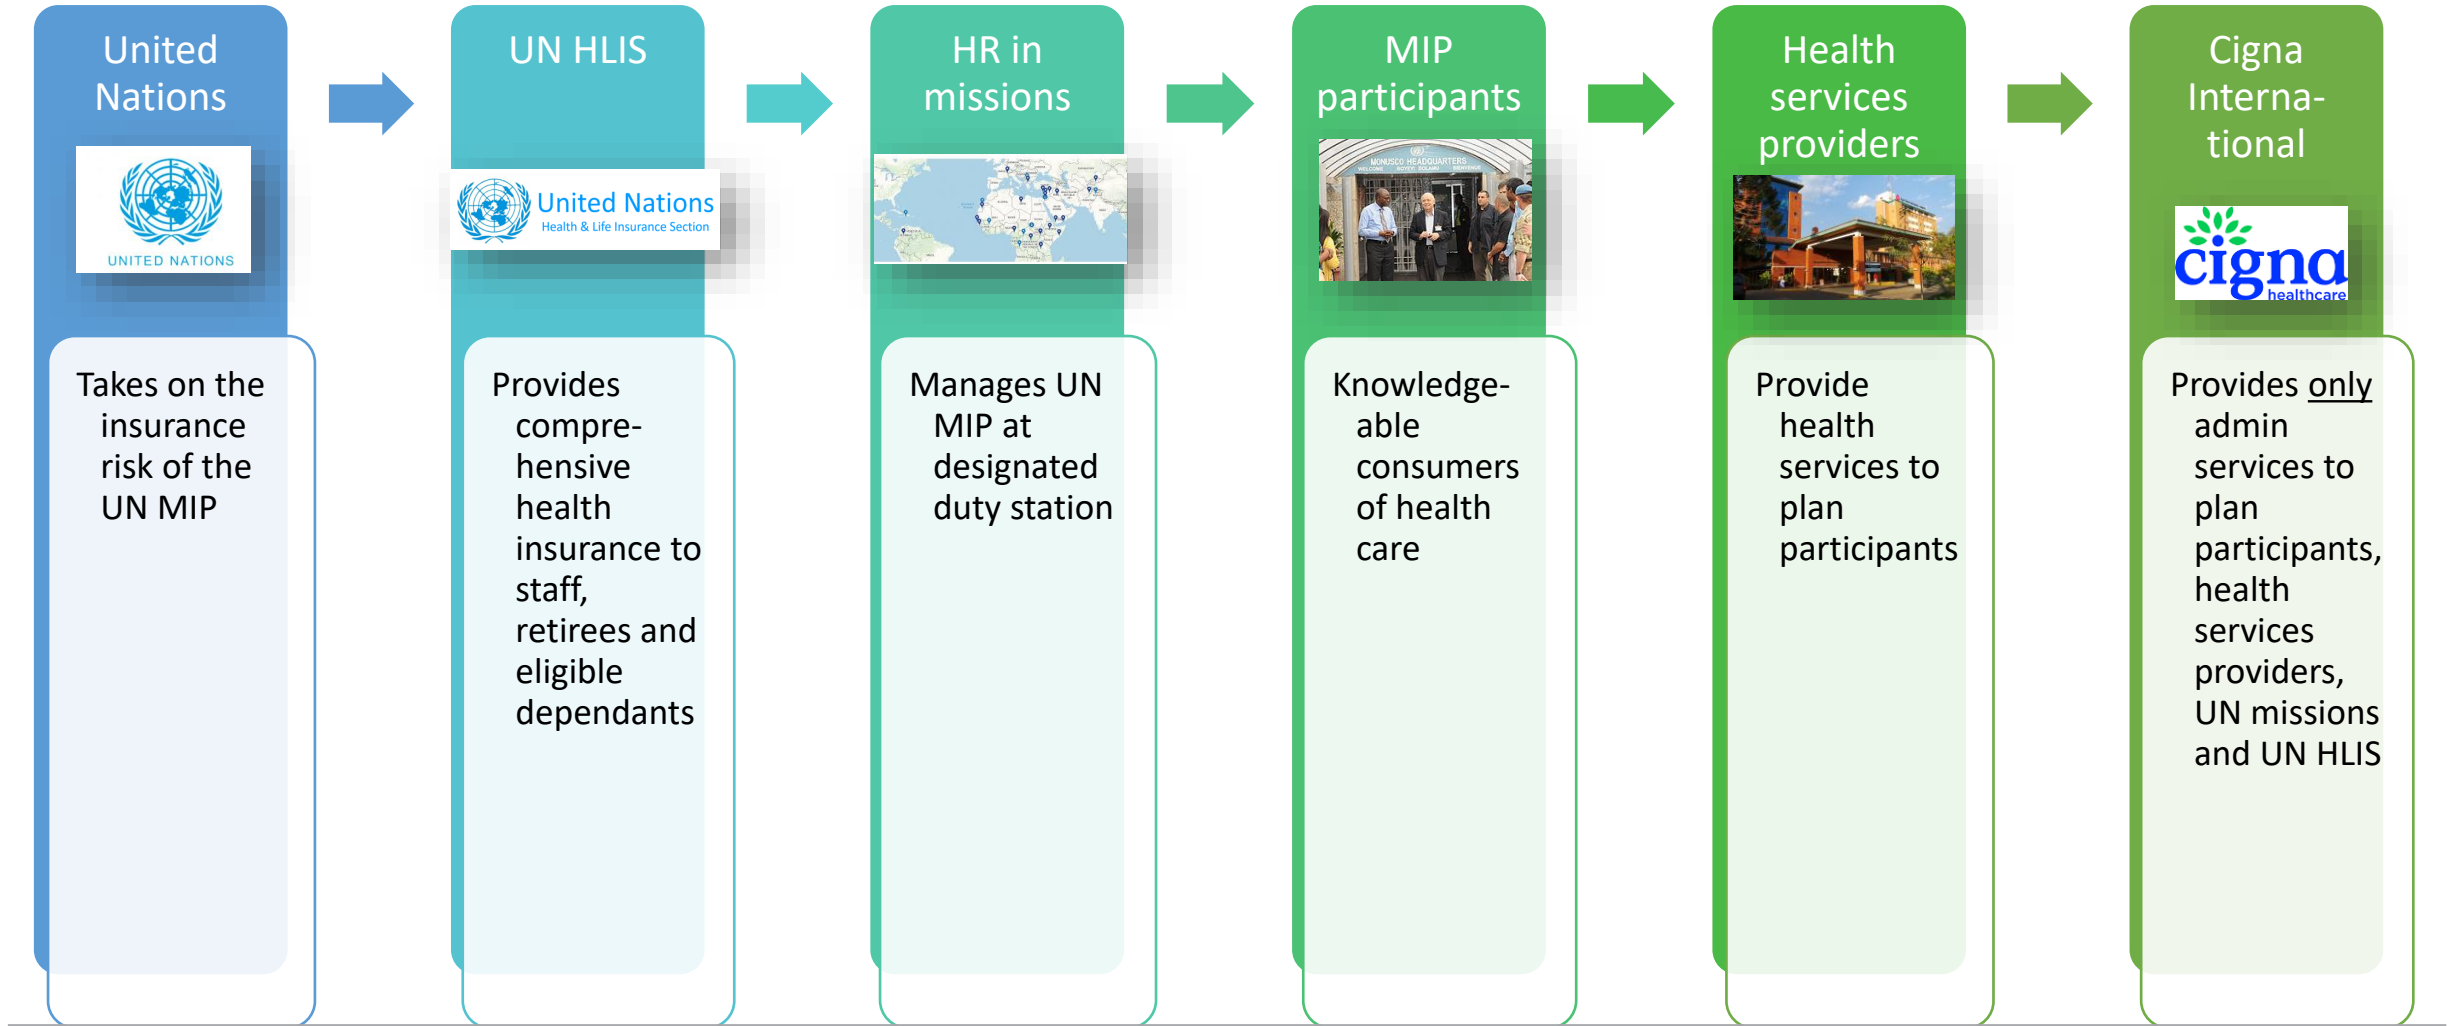 United
Nations
UNITED NATIONS
Takes on the
insurance
risk of the
UN MIP
UN HLIS
United Nations
Health & Life Insurance Section
Provides
compre-
hensive
health
insurance to
staff,
retirees and
eligible
dependants
HR in
missions
Manages UN
MIP at
designated
duty station
MIP
participants
MONUSCO HEADQUARTERS
WELCOME BOYEYI BOLAMU BIENVENUE
Knowledge-
able
consumers
of health
care
Health
services
providers
Provide
health
services to
plan
participants
Cigna
Interna-
tional
cigna
healthcare
Provides only
admin
services to
plan
participants,
health
services
providers,
UN missions
and UN HLIS